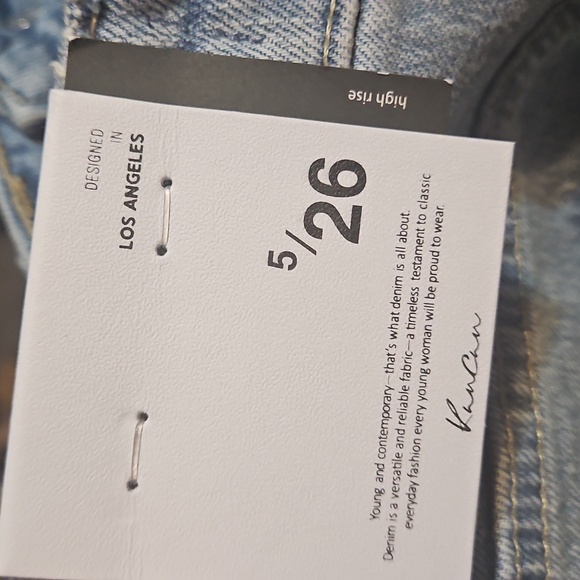 high rise
DESIGNED
IN
LOS ANGELES
5/26
Young and contemporary—that's what denim is all about.
Denim is a versatile and reliable fabric—a timeless testament to classic
everyday fashion every young woman will be proud to wear.
KanCan